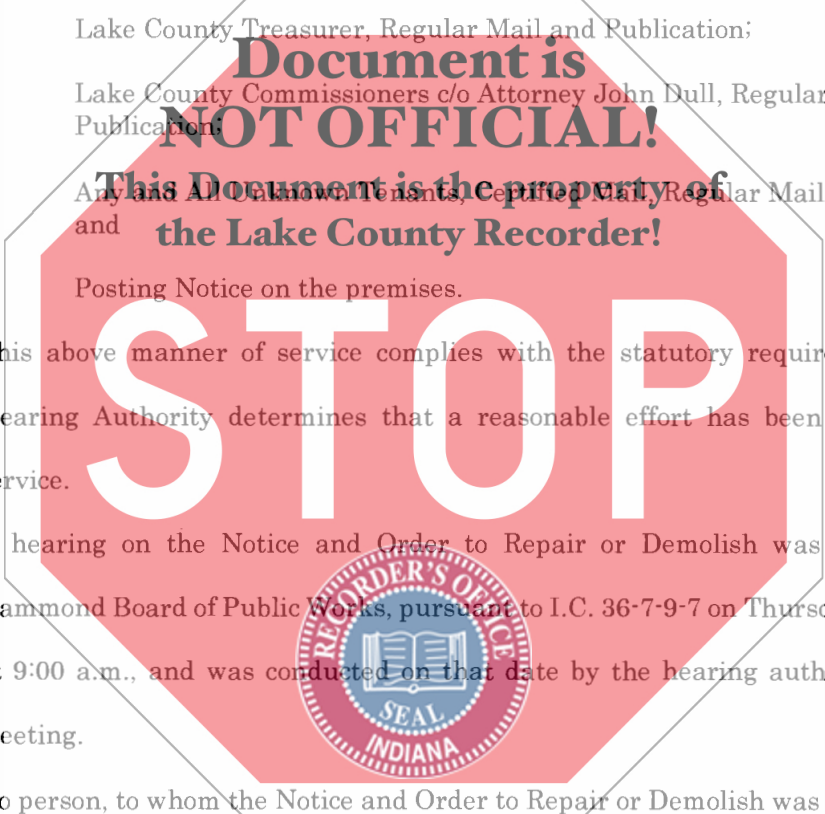 Lake County Treasurer, Regular Mail and Publication;
Document is
Lake County Commissioners c/o Attorney John Dull, Regular
Publication;
NOT OFFICIAL!
Any and All Unknown Tenants, Certified Mail, Regular Mail
This Document is the property of
and
the Lake County Recorder!
Posting Notice on the premises.
STOP
his above manner of service complies with the statutory requir
earing Authority determines that a reasonable effort has been
ervice.
hearing on the Notice and Order to Repair or Demolish was
ammond Board of Public Works, pursuant to I.C. 36-7-9-7 on Thursd
9:00 a.m., and was conducted on that date by the hearing auth
eeting.
RECORDER'S OFFICE
SEAL
INDIANA
o person, to whom the Notice and Order to Repair or Demolish was